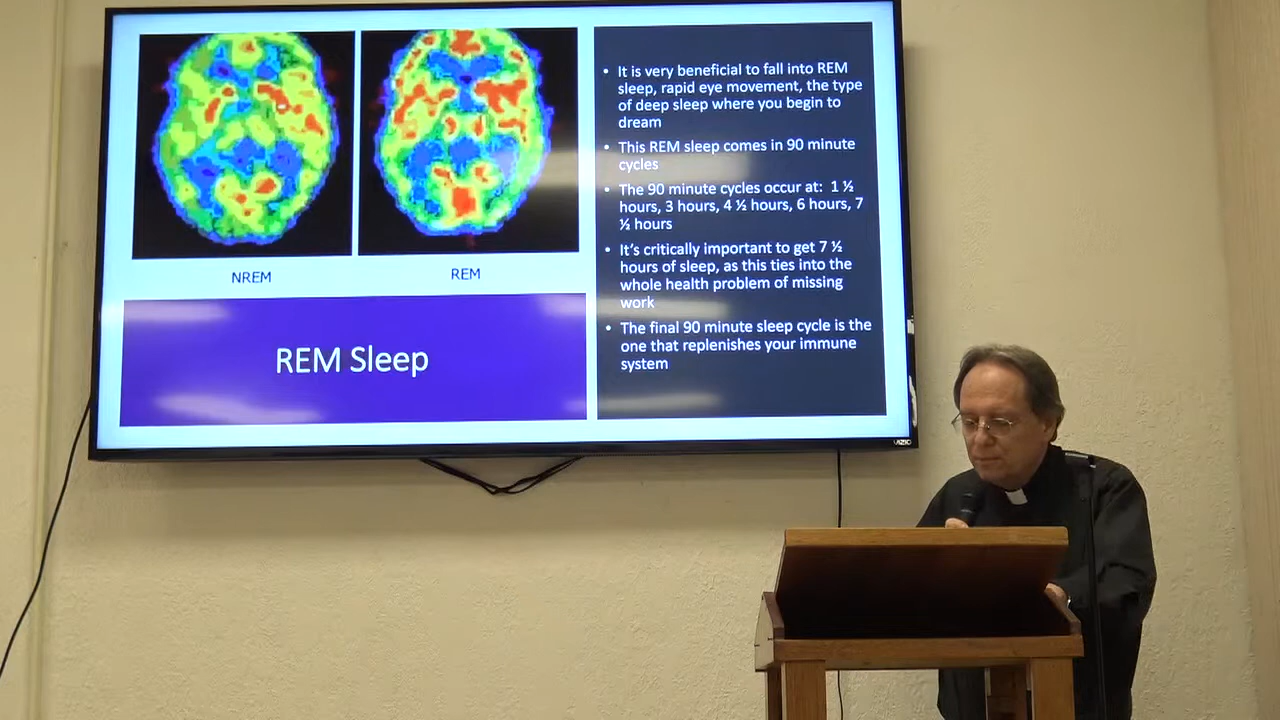 NREM
REM
REM Sleep
• It is very beneficial to fall into REM
sleep, rapid eye movement, the type
of deep sleep where you begin to
dream
• This REM sleep comes in 90 minute
cycles
• The 90 minute cycles occur at:  1 ½
hours, 3 hours, 4 ½ hours, 6 hours, 7
½ hours
• It's critically important to get 7 ½
hours of sleep, as this ties into the
whole health problem of missing
work
• The final 90 minute sleep cycle is the
one that replenishes your immune
system
VIZIO